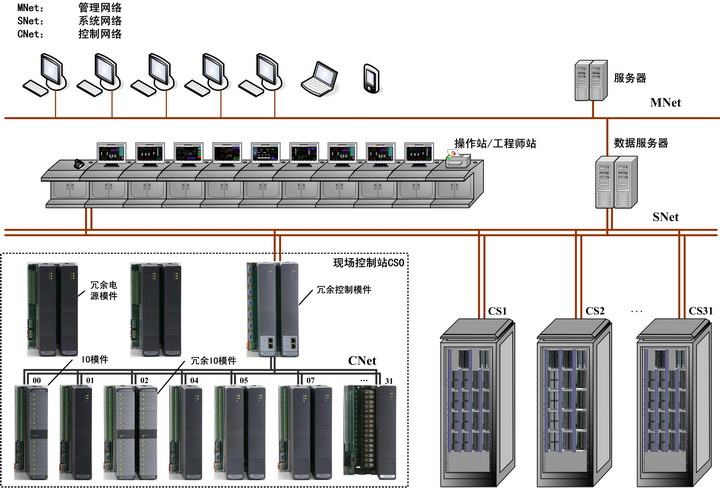 MNet: 管理网络
SNet: 系统网络
CNet: 控制网络
服务器
MNet
操作站/工程师站
数据服务器
SNet
现场控制站CS0
冗余电
源模件
冗余控制模件
CS1
CS2
...
CS31
IO模件
冗余IO模件
CNet
00
01
02
04
05
07
...
31